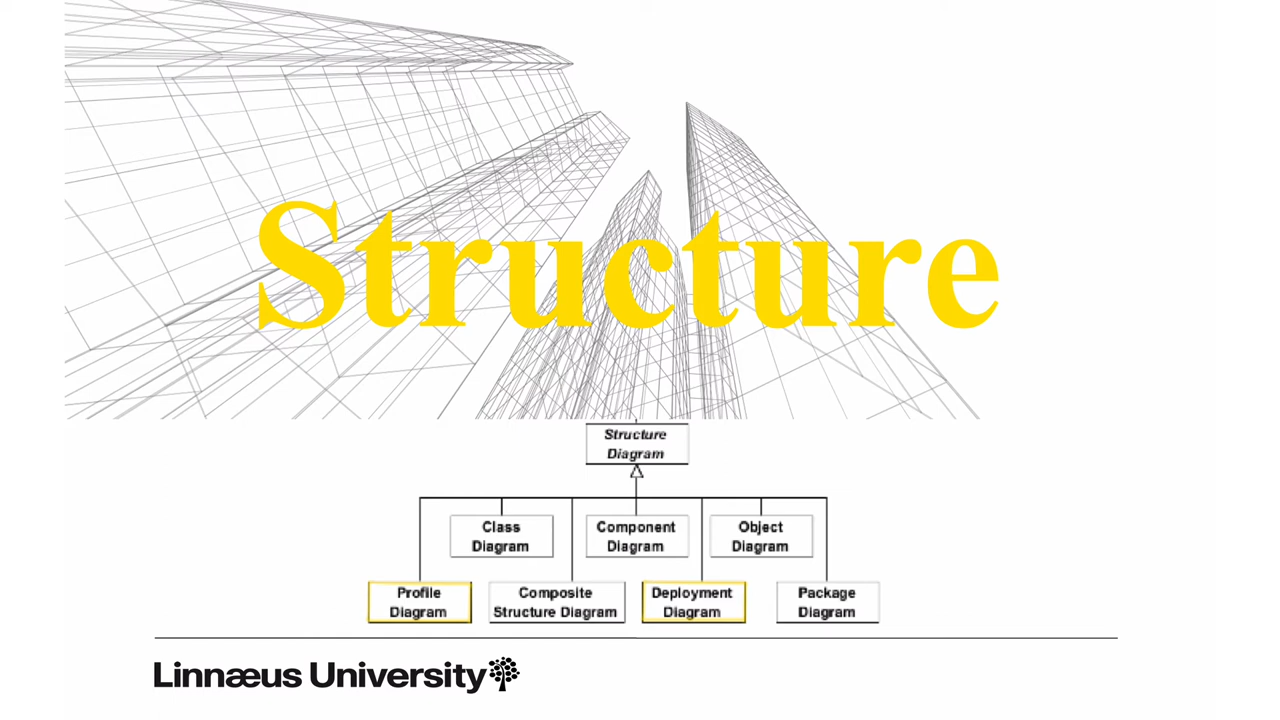 Structure
Structure
Diagram
Class
Diagram
Component
Diagram
Object
Diagram
Profile
Diagram
Composite
Structure Diagram
Deployment
Diagram
Package
Diagram
Linnæus University